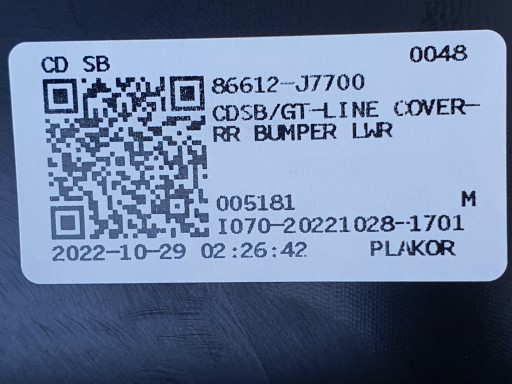 CD SB 0048
86612-J7700
CDSB/GT-LINE COVER-
RR BUMPER LWR
005181 M
I070-20221028-1701
2022-10-29 02:26:42 PLAKOR